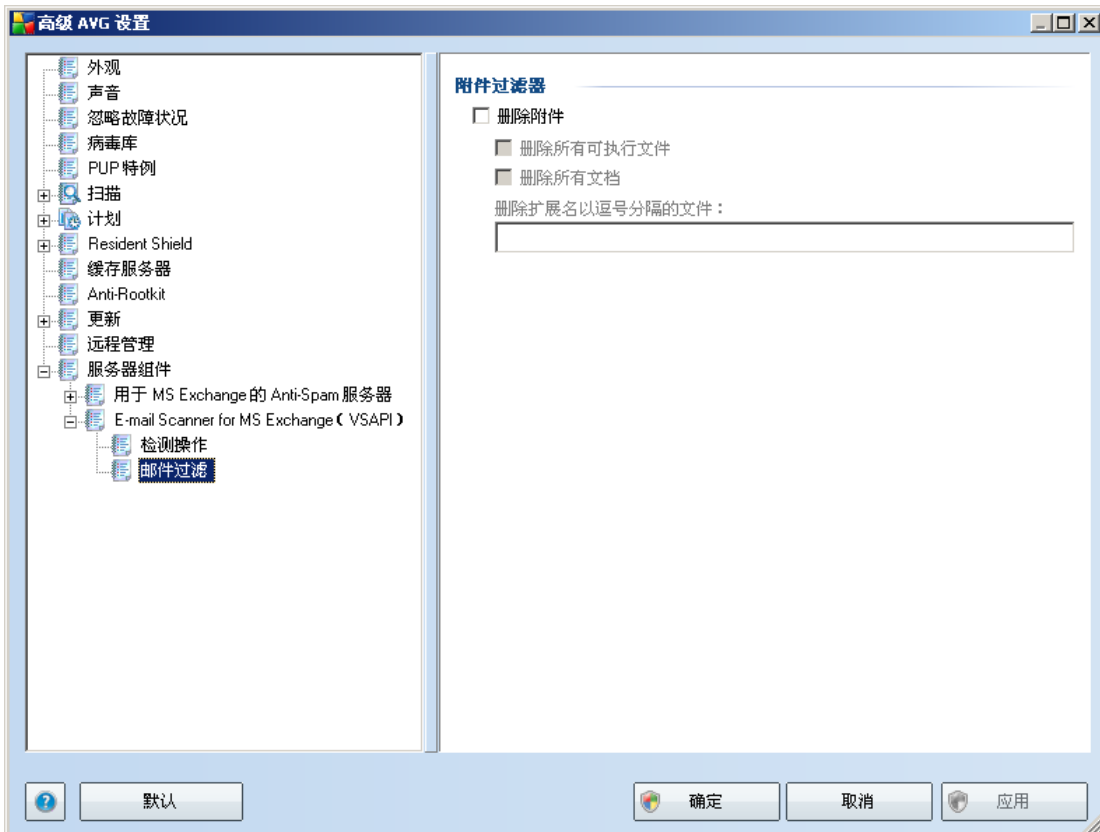 高级 AVG 设置
外观
声音
忽略故障状况
病毒库
PUP 特例
扫描
计划
Resident Shield
缓存服务器
Anti-Rootkit
更新
远程管理
服务器组件
用于 MS Exchange 的 Anti-Spam 服务器
E-mail Scanner for MS Exchange（VSAPI）
检测操作
邮件过滤
附件过滤器
删除附件
删除所有可执行文件
删除所有文档
删除扩展名以逗号分隔的文件：
默认
确定
取消
应用